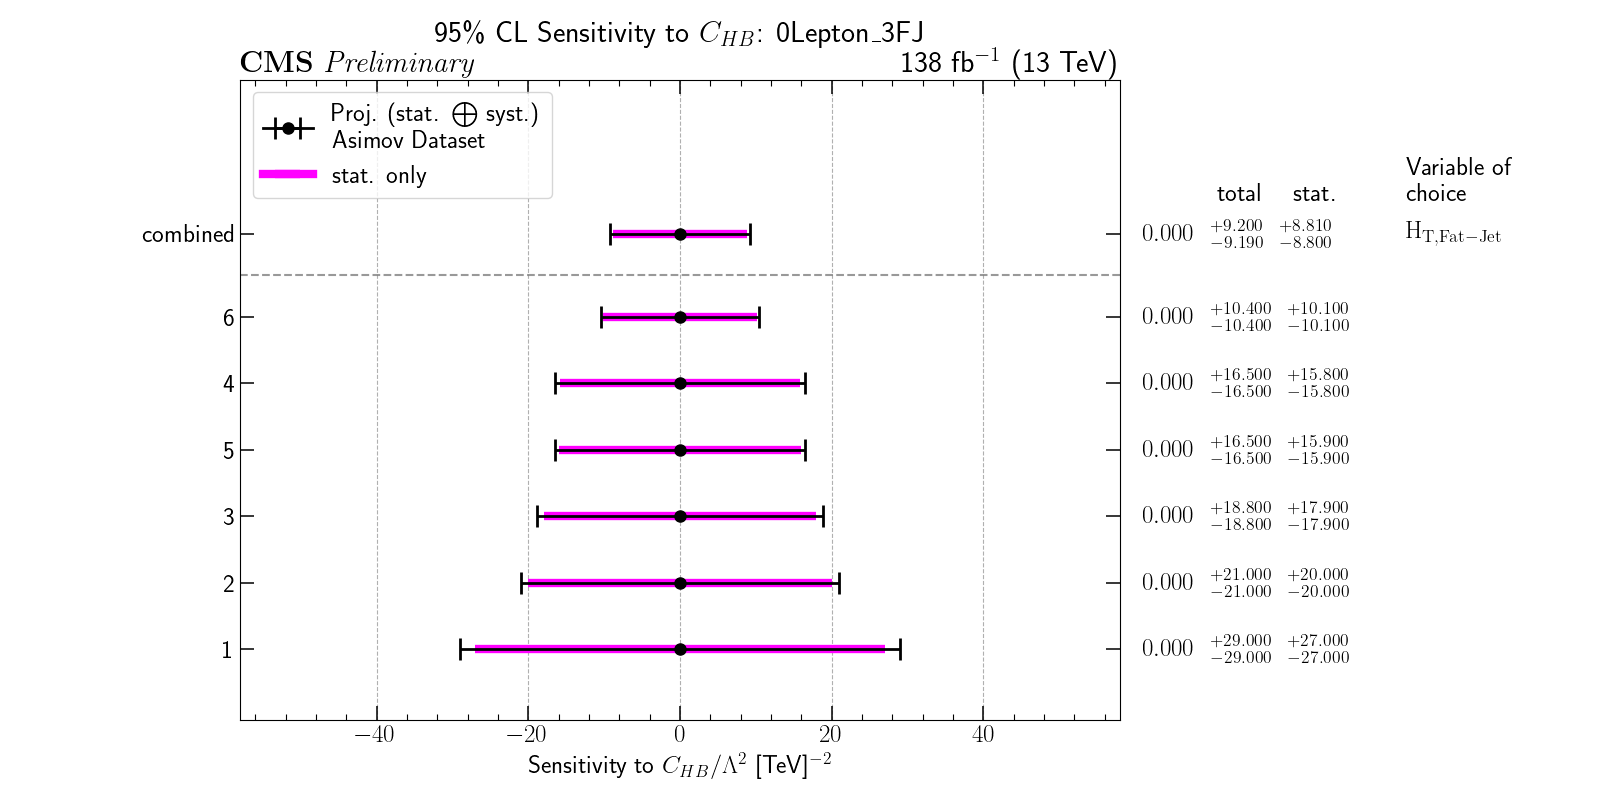 95% CL Sensitivity to C_HB: 0Lepton_3FJ
CMS Preliminary 138 fb⁻¹ (13 TeV)
Proj. (stat. ⨁ syst.)
Asimov Dataset
stat. only
Variable of
choice
total stat.
combined 0.000 +9.200 −9.190 +8.810 −8.800 H_T,Fat−Jet
6 0.000 +10.400 −10.400 +10.100 −10.100
4 0.000 +16.500 −16.500 +15.800 −15.800
5 0.000 +16.500 −16.500 +15.900 −15.900
3 0.000 +18.800 −18.800 +17.900 −17.900
2 0.000 +21.000 −21.000 +20.000 −20.000
1 0.000 +29.000 −29.000 +27.000 −27.000
−40 −20 0 20 40
Sensitivity to C_HB/Λ² [TeV]⁻²